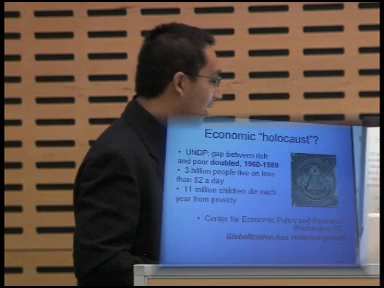 Economic "holocaust"?
• UNDP: gap between rich
and poor doubled, 1960-1989
• 3 billion people live on less
than $2 a day
• 11 million children die each
year from poverty
• Center for Economic Policy and Research
Washington DC
Globalization has